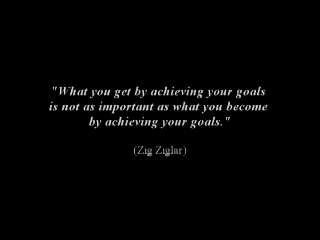 "What you get by achieving your goals
is not as important as what you become
by achieving your goals."
(Zig Ziglar)